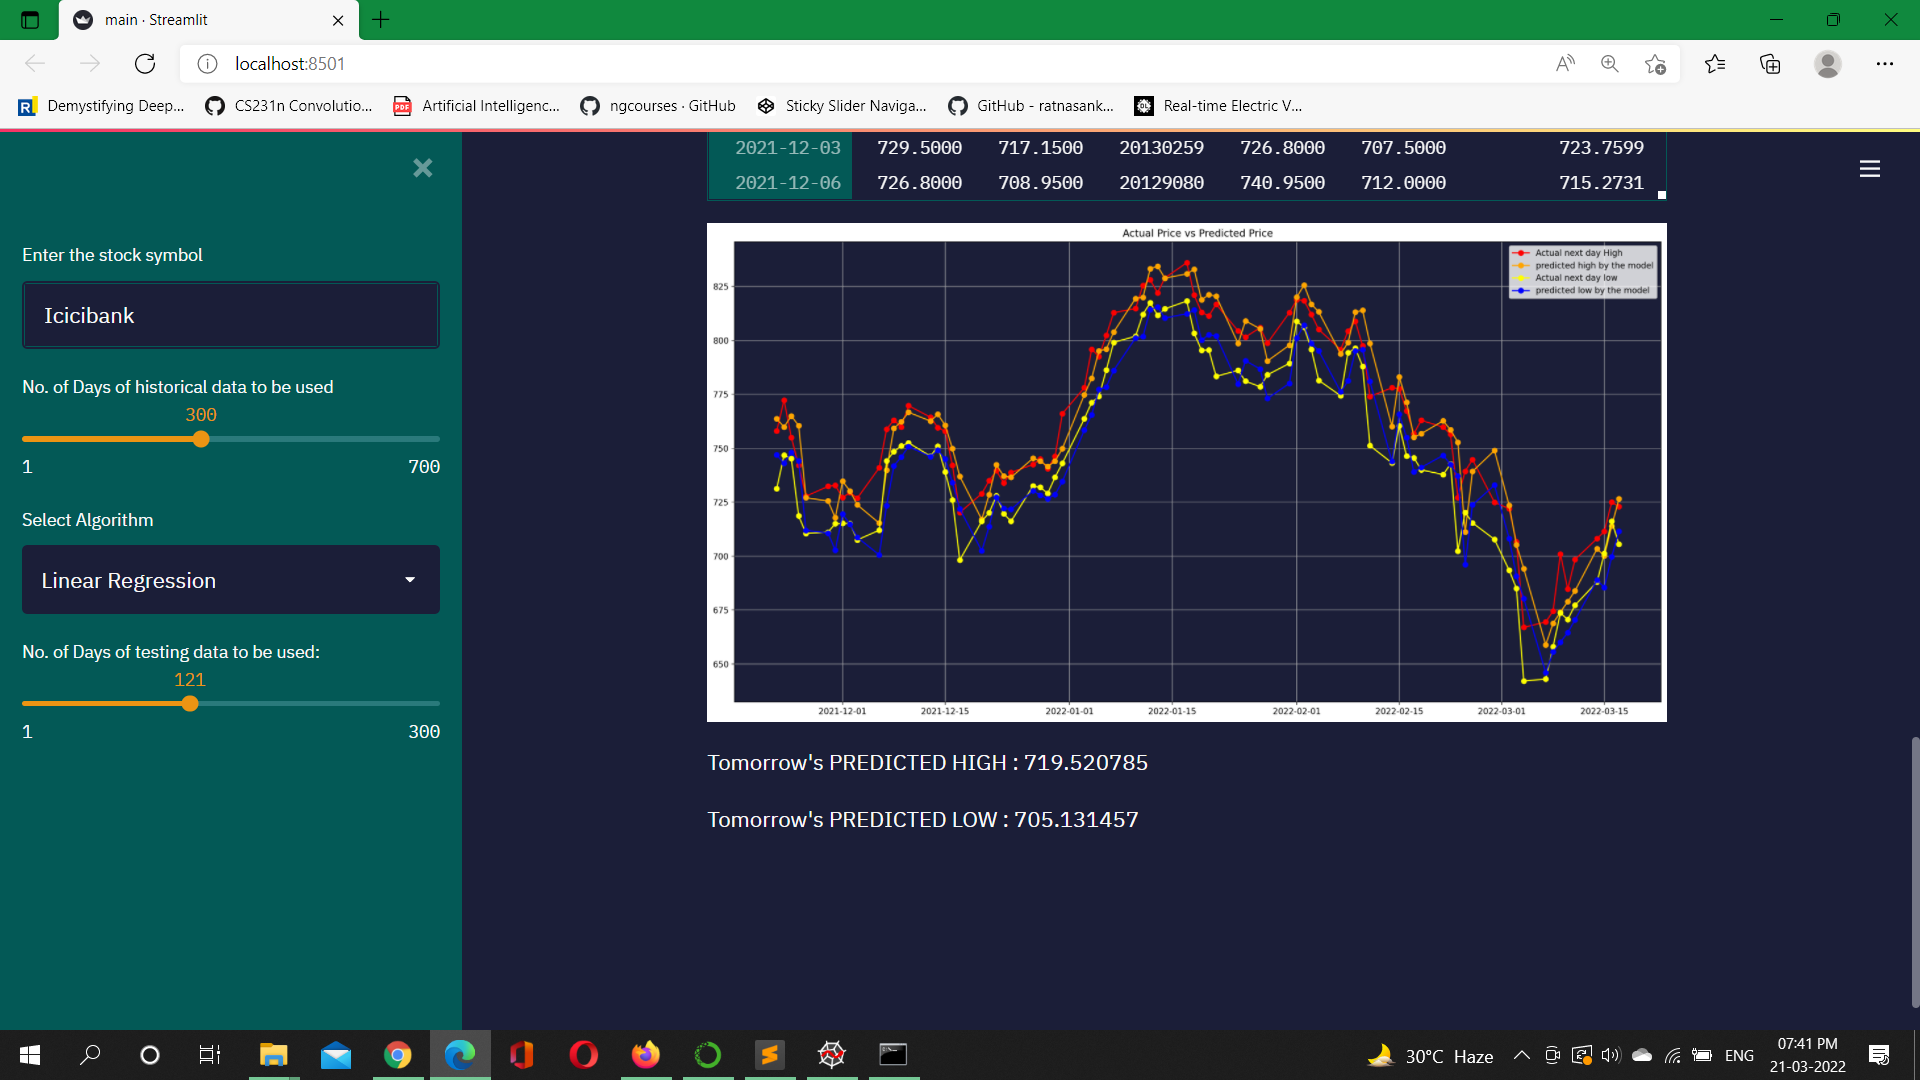 main · Streamlit
localhost:8501
Demystifying Deep... CS231n Convolutio... Artificial Intelligenc... ngcourses · GitHub Sticky Slider Naviga... GitHub - ratnasank... Real-time Electric V...
Enter the stock symbol
Icicibank
No. of Days of historical data to be used
300
1 700
Select Algorithm
Linear Regression
No. of Days of testing data to be used:
121
1 300
2021-12-03 729.5000 717.1500 20130259 726.8000 707.5000 723.7599
2021-12-06 726.8000 708.9500 20129080 740.9500 712.0000 715.2731
Actual Price vs Predicted Price
Actual next day High
predicted high by the model
Actual next day low
predicted low by the model
825
800
775
750
725
700
675
650
2021-12-01 2021-12-15 2022-01-01 2022-01-15 2022-02-01 2022-02-15 2022-03-01 2022-03-15
Tomorrow's PREDICTED HIGH : 719.520785
Tomorrow's PREDICTED LOW : 705.131457
30°C Haze
ENG
07:41 PM
21-03-2022